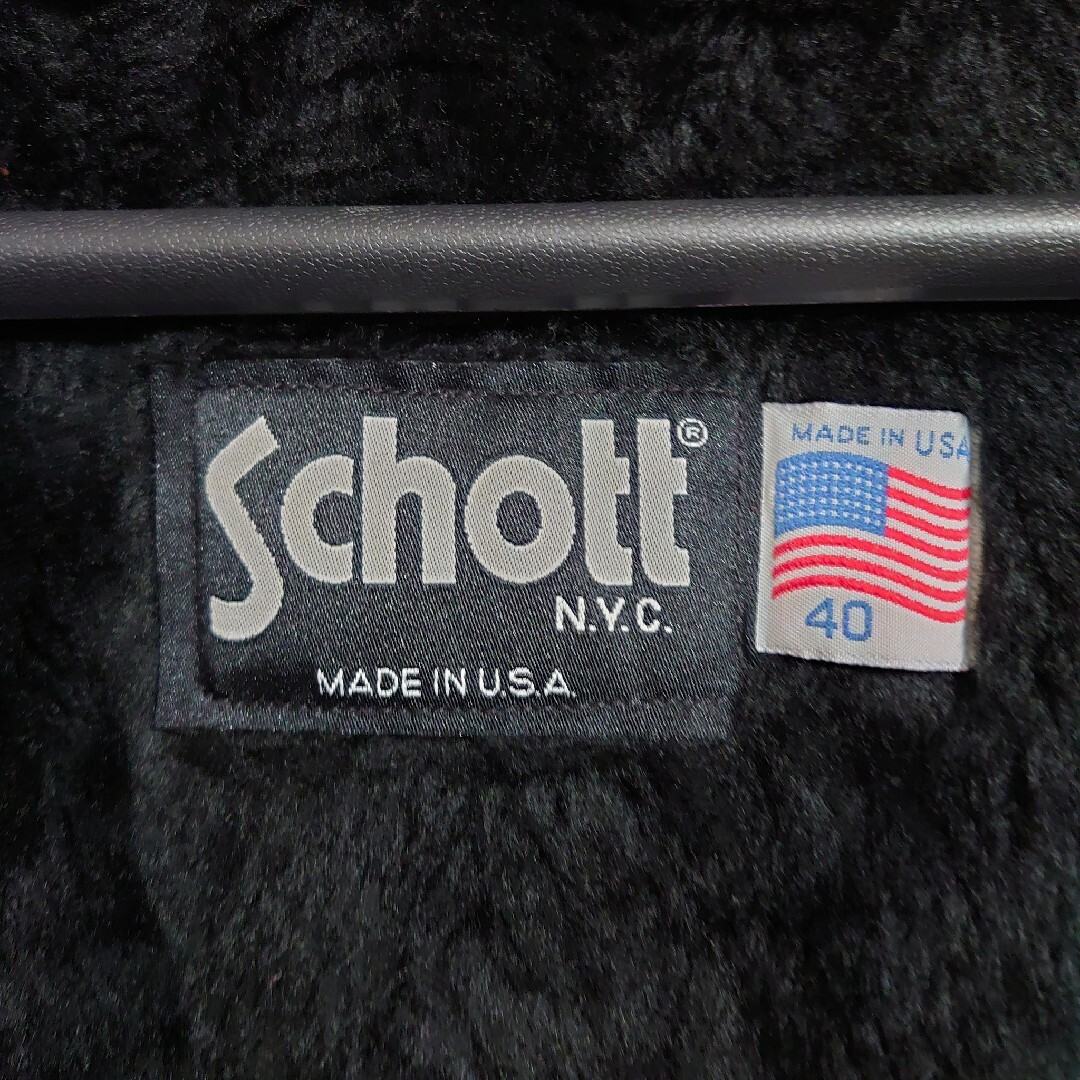 Schott®
N.Y.C.
MADE IN U.S.A.
MADE IN USA
40